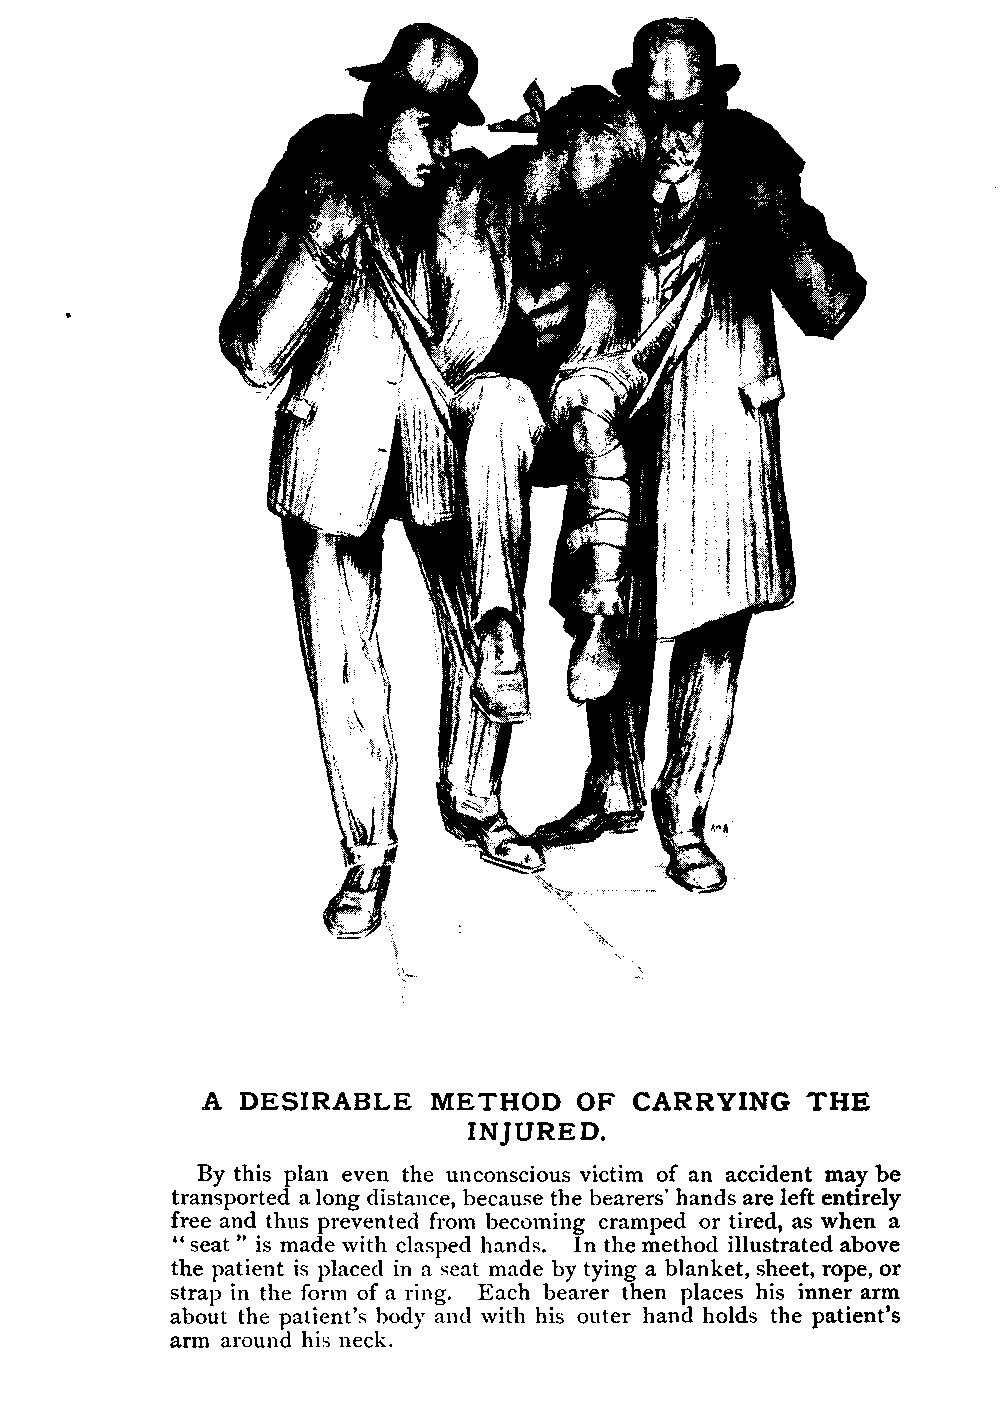 A DESIRABLE METHOD OF CARRYING THE
INJURED.
By this plan even the unconscious victim of an accident may be
transported a long distance, because the bearers' hands are left entirely
free and thus prevented from becoming cramped or tired, as when a
“ seat ” is made with clasped hands. In the method illustrated above
the patient is placed in a seat made by tying a blanket, sheet, rope, or
strap in the form of a ring. Each bearer then places his inner arm
about the patient's body and with his outer hand holds the patient's
arm around his neck.